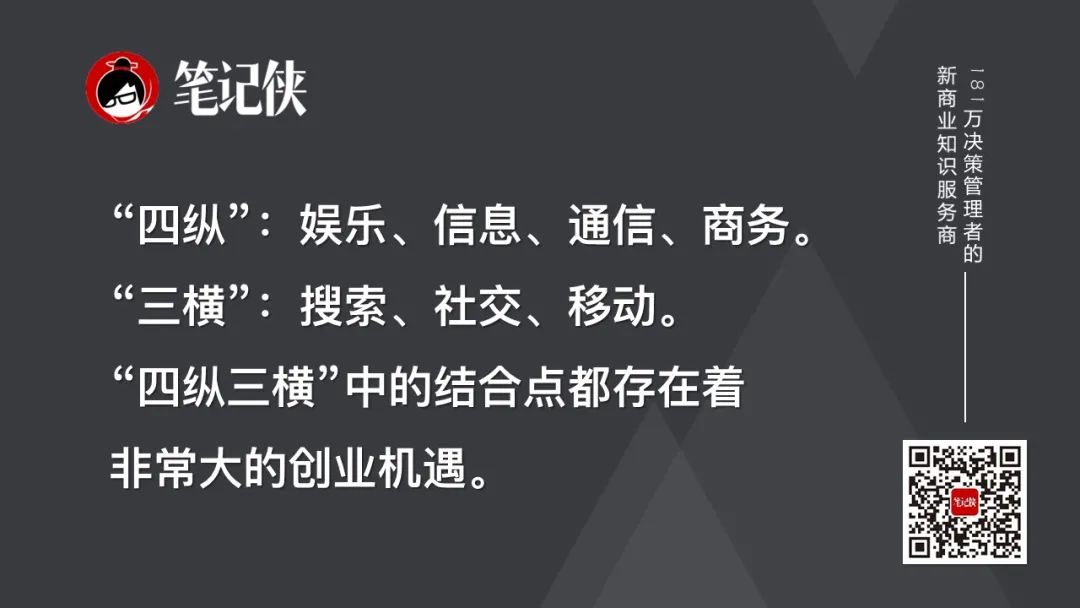 笔记侠
181万决策管理者的
新商业知识服务商
“四纵”：娱乐、信息、通信、商务。
“三横”：搜索、社交、移动。
“四纵三横”中的结合点都存在着
非常大的创业机遇。
笔记侠